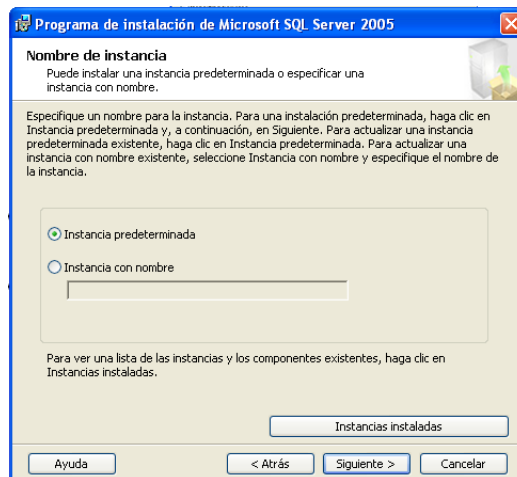 Programa de instalación de Microsoft SQL Server 2005
Nombre de instancia
Puede instalar una instancia predeterminada o especificar una
instancia con nombre.
Especifique un nombre para la instancia. Para una instalación predeterminada, haga clic en
Instancia predeterminada y, a continuación, en Siguiente. Para actualizar una instancia
predeterminada existente, haga clic en Instancia predeterminada. Para actualizar una
instancia con nombre existente, seleccione Instancia con nombre y especifique el nombre de
la instancia.
Instancia predeterminada
Instancia con nombre
Para ver una lista de las instancias y los componentes existentes, haga clic en
Instancias instaladas.
Instancias instaladas
Ayuda < Atrás Siguiente > Cancelar